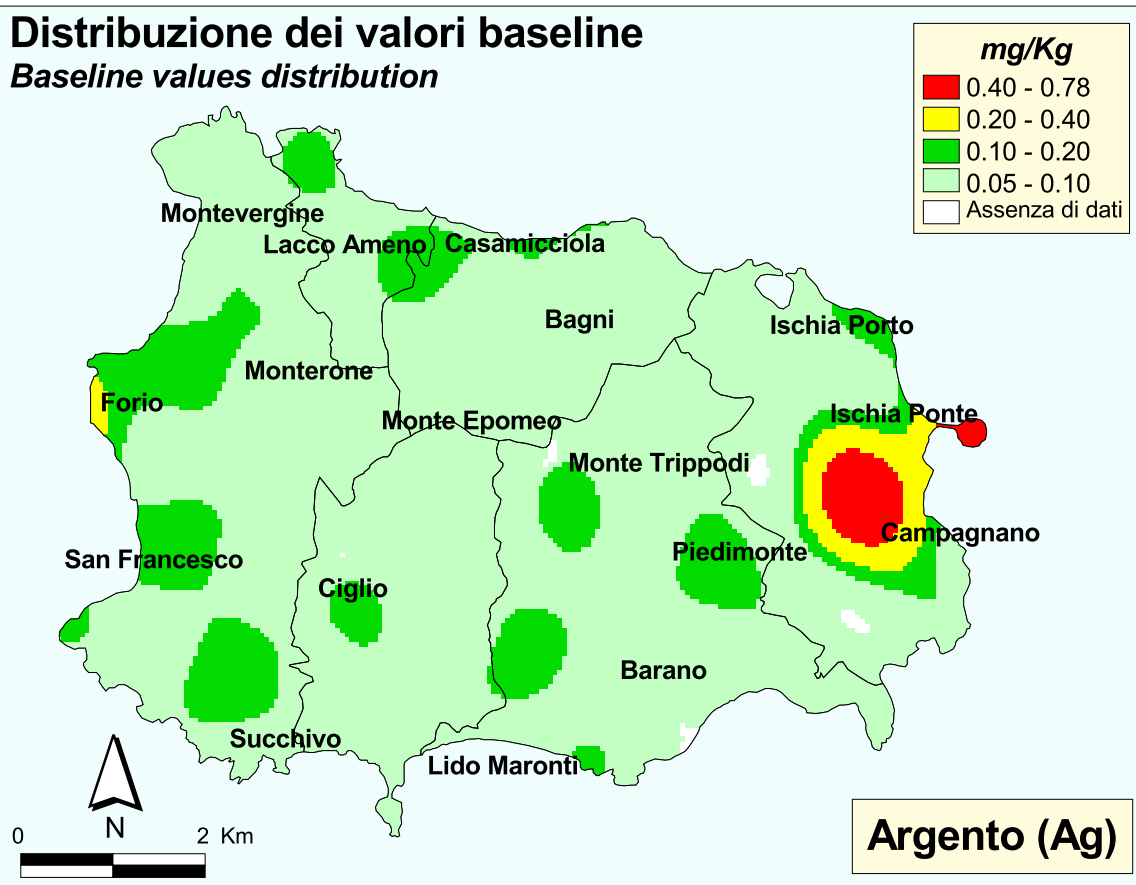 Distribuzione dei valori baseline
Baseline values distribution
mg/Kg
0.40 - 0.78
0.20 - 0.40
0.10 - 0.20
0.05 - 0.10
Assenza di dati
Montevergine
Lacco Ameno
Casamicciola
Bagni
Ischia Porto
Monterone
Forio
Monte Epomeo
Ischia Ponte
Monte Trippodi
Campagnano
San Francesco
Piedimonte
Ciglio
Barano
Succhivo
Lido Maronti
N
0 2 Km
Argento (Ag)